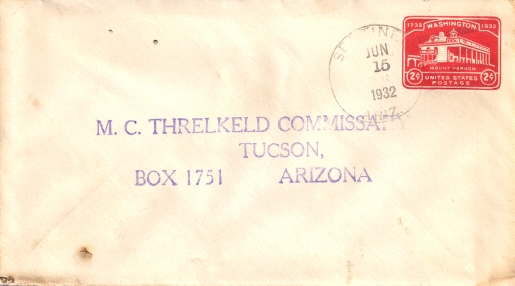 1732 WASHINGTON 1932
MOUNT VERNON
2¢ UNITED STATES 2¢
POSTAGE
JUN.
15
1932
ARIZ.
M. C. THRELKELD COMMISSA
TUCSON,
BOX 1751 ARIZONA